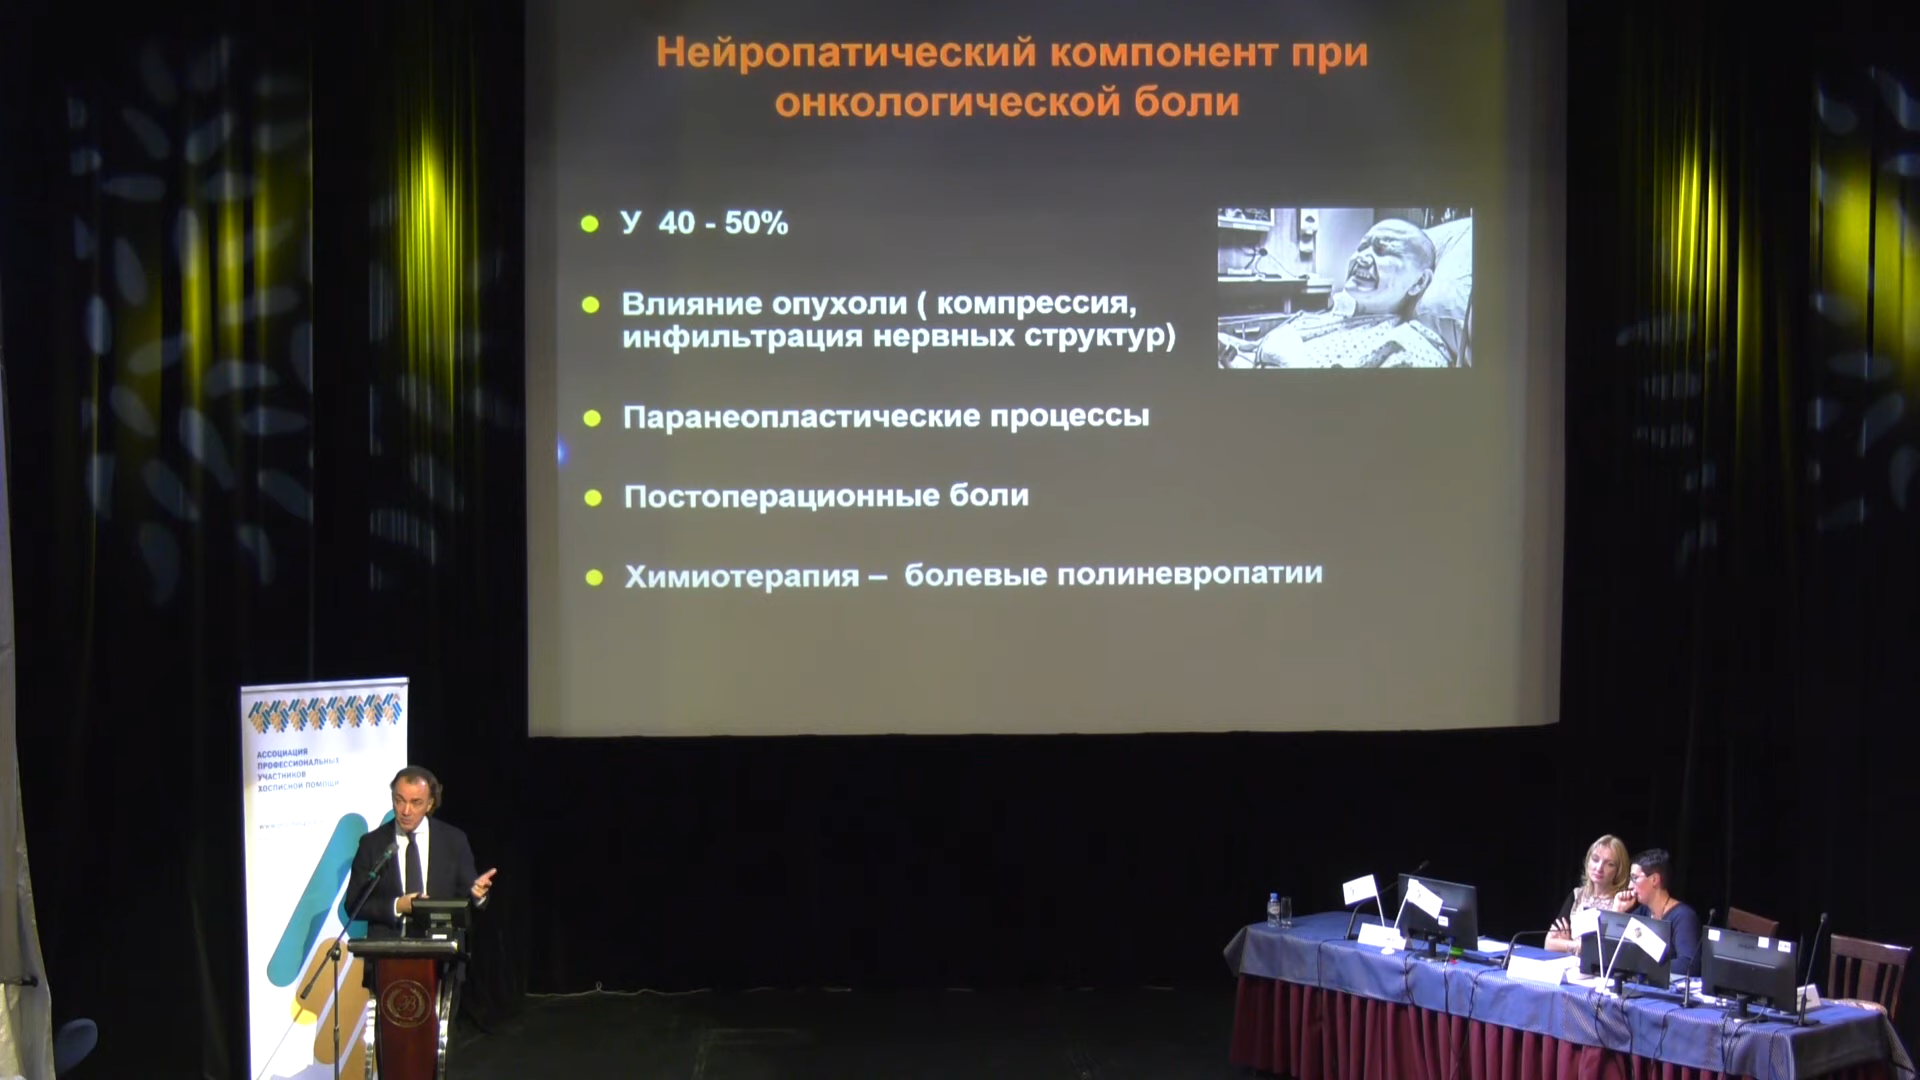 Нейропатический компонент при
онкологической боли
У 40 - 50%
Влияние опухоли ( компрессия,
инфильтрация нервных структур)
Паранеопластические процессы
Постоперационные боли
Химиотерапия – болевые полиневропатии
АССОЦИАЦИЯ
ПРОФЕССИОНАЛЬНЫХ
УЧАСТНИКОВ
ХОСПИСНОЙ ПОМОЩИ